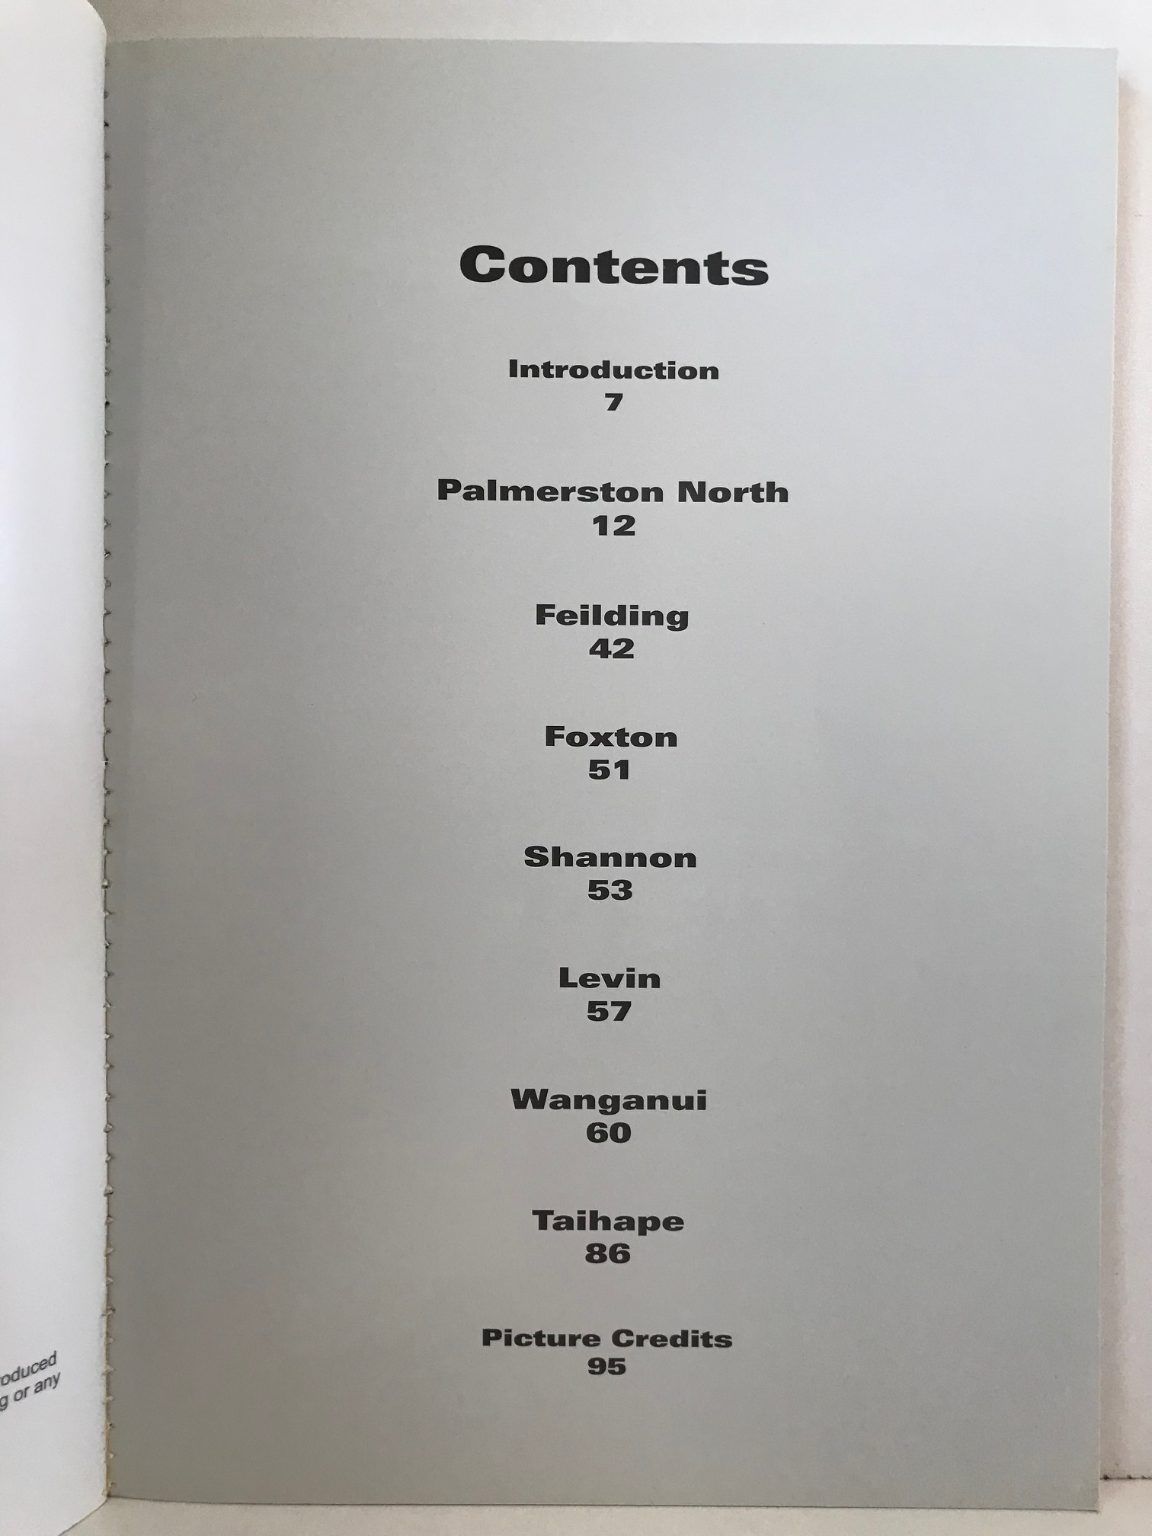 Contents
Introduction
7
Palmerston North
12
Feilding
42
Foxton
51
Shannon
53
Levin
57
Wanganui
60
Taihape
86
Picture Credits
95
or any